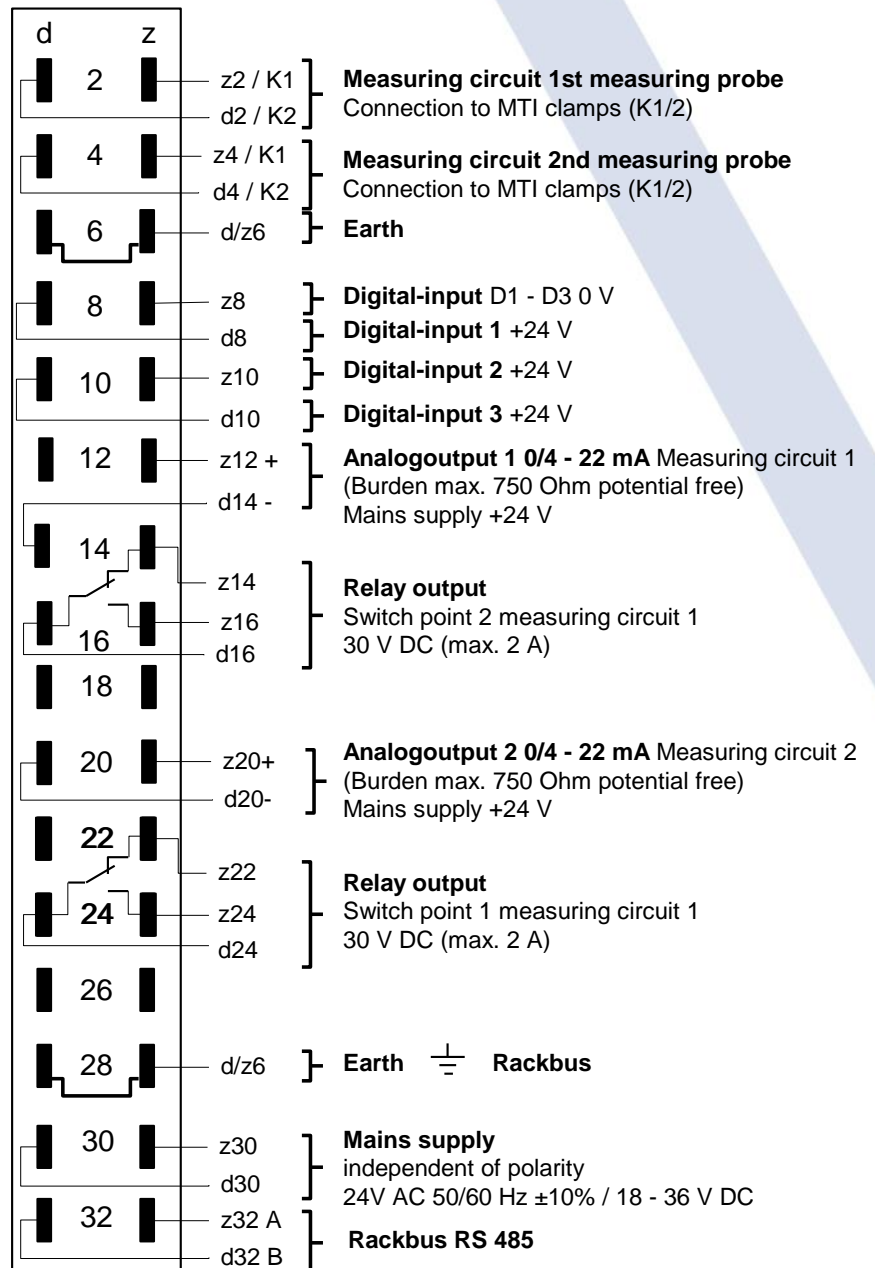 d z
2 z2 / K1 Measuring circuit 1st measuring probe
d2 / K2 Connection to MTI clamps (K1/2)
4 z4 / K1 Measuring circuit 2nd measuring probe
d4 / K2 Connection to MTI clamps (K1/2)
6 d/z6 Earth
8 z8 Digital-input D1 - D3 0 V
d8 Digital-input 1 +24 V
10 z10 Digital-input 2 +24 V
d10 Digital-input 3 +24 V
12 z12 + Analogoutput 1 0/4 - 22 mA Measuring circuit 1
(Burden max. 750 Ohm potential free)
d14 - Mains supply +24 V
14
z14 Relay output
z16 Switch point 2 measuring circuit 1
16 d16 30 V DC (max. 2 A)
18
20 z20+ Analogoutput 2 0/4 - 22 mA Measuring circuit 2
(Burden max. 750 Ohm potential free)
d20- Mains supply +24 V
22
z22 Relay output
24 z24 Switch point 1 measuring circuit 1
d24 30 V DC (max. 2 A)
26
28 d/z6 Earth Rackbus
30 z30 Mains supply
independent of polarity
d30 24V AC 50/60 Hz ±10% / 18 - 36 V DC
32 z32 A
Rackbus RS 485
d32 B